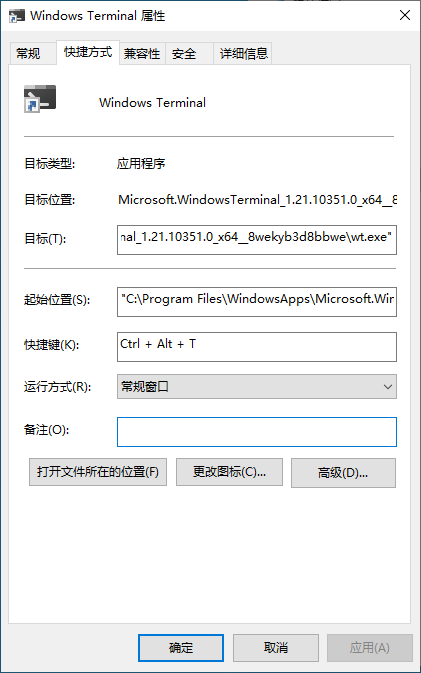 Windows Terminal 属性
常规 快捷方式 兼容性 安全 详细信息
Windows Terminal
目标类型: 应用程序
目标位置: Microsoft.WindowsTerminal_1.21.10351.0_x64__8
目标(T): nal_1.21.10351.0_x64__8wekyb3d8bbwe\wt.exe"
起始位置(S): "C:\Program Files\WindowsApps\Microsoft.Win
快捷键(K): Ctrl + Alt + T
运行方式(R): 常规窗口
备注(O):
打开文件所在的位置(F) 更改图标(C)... 高级(D)...
确定 取消 应用(A)